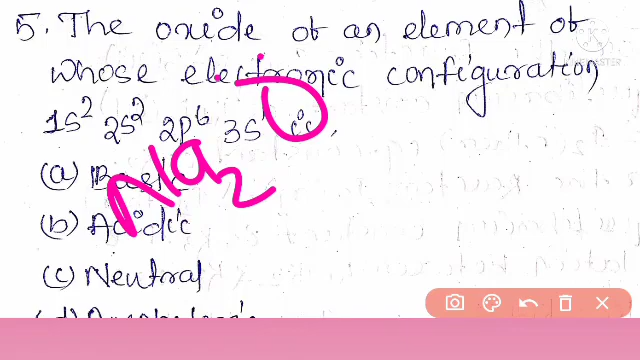 5. The oxide of an element of
whose electronic configuration
1s² 2s² 2p⁶ 3s¹ is,
(a) Basic
(b) Acidic
(c) Neutral
Na₂O